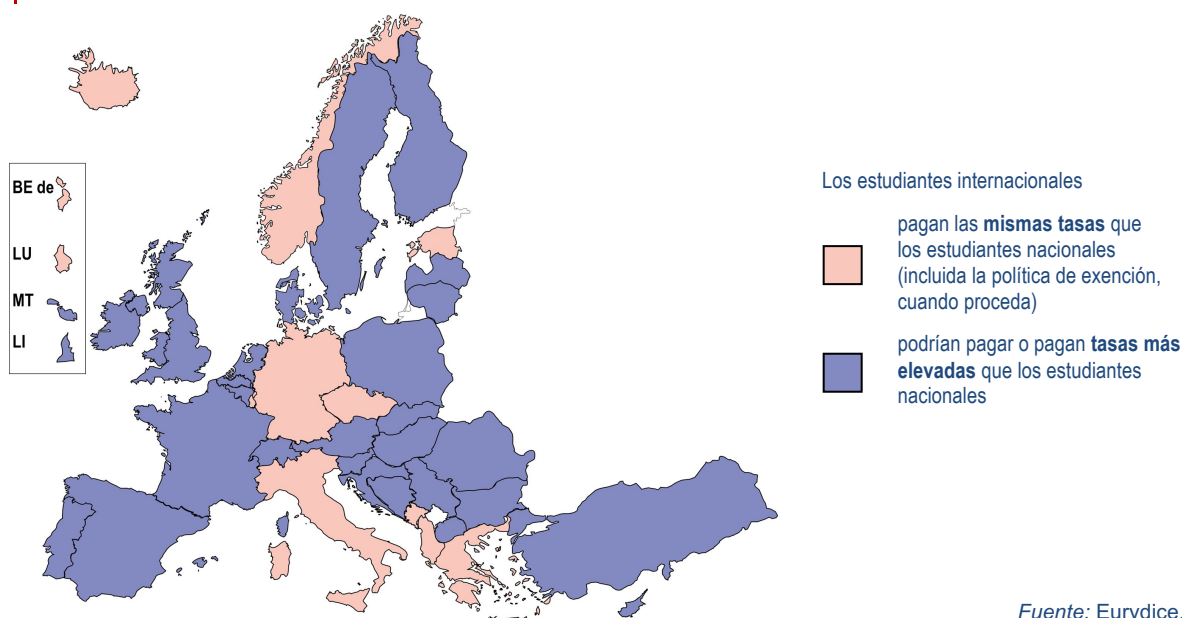 BE de
LU
MT
LI
Los estudiantes internacionales
pagan las mismas tasas que
los estudiantes nacionales
(incluida la política de exención,
cuando proceda)
podrían pagar o pagan tasas más
elevadas que los estudiantes
nacionales
Fuente: Eurydice.